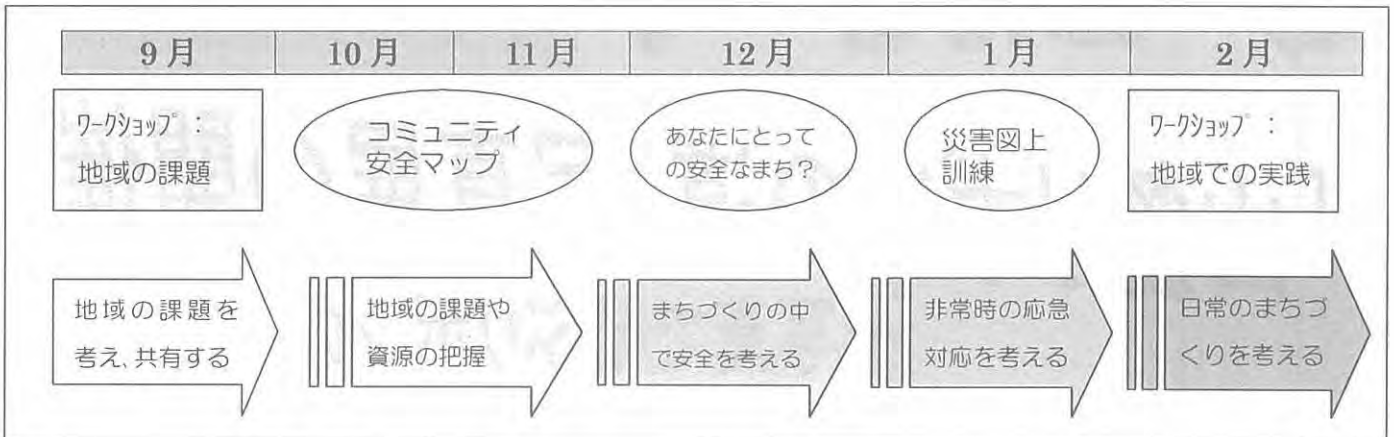 9月 10月 11月 12月 1月 2月
ワークショップ：
地域の課題
コミュニティ
安全マップ
あなたにとって
の安全なまち？
災害図上
訓練
ワークショップ：
地域での実践
地域の課題を
考え、共有する
地域の課題や
資源の把握
まちづくりの中
で安全を考える
非常時の応急
対応を考える
日常のまちづ
くりを考える